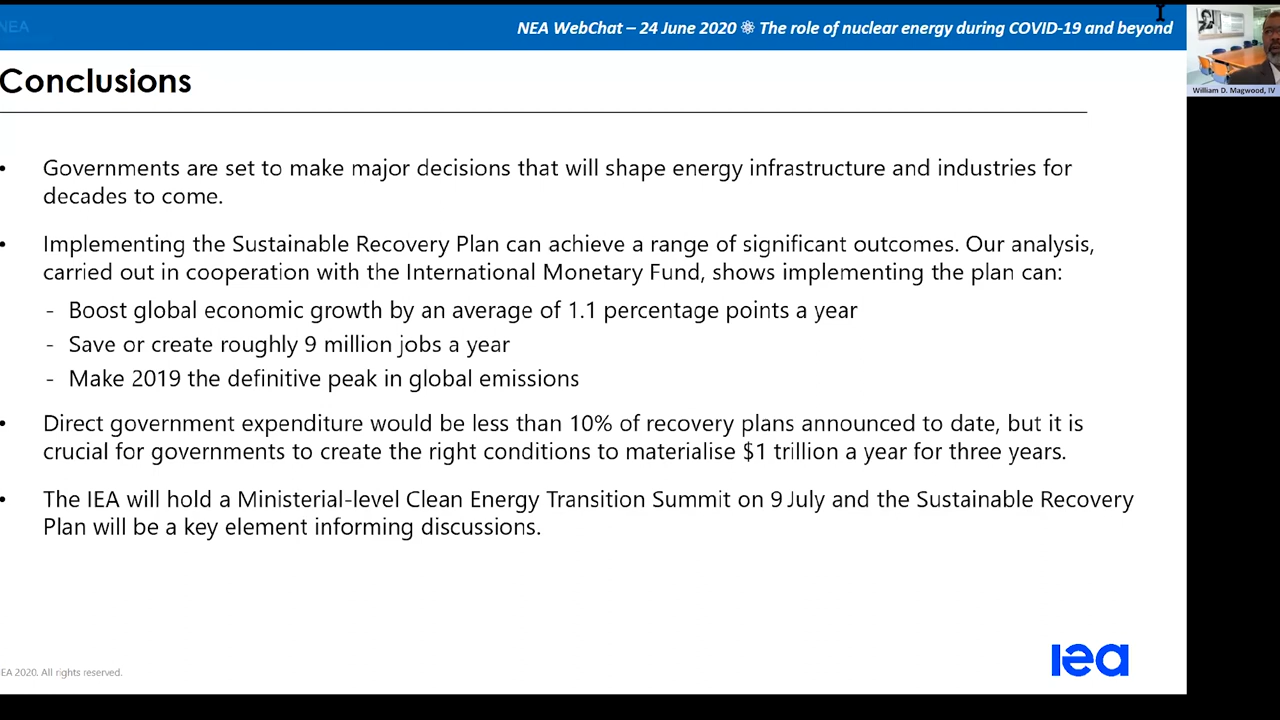 NEA
NEA WebChat – 24 June 2020 ⚛ The role of nuclear energy during COVID-19 and beyond
William D. Magwood, IV
Conclusions
• Governments are set to make major decisions that will shape energy infrastructure and industries for
decades to come.
• Implementing the Sustainable Recovery Plan can achieve a range of significant outcomes. Our analysis,
carried out in cooperation with the International Monetary Fund, shows implementing the plan can:
- Boost global economic growth by an average of 1.1 percentage points a year
- Save or create roughly 9 million jobs a year
- Make 2019 the definitive peak in global emissions
• Direct government expenditure would be less than 10% of recovery plans announced to date, but it is
crucial for governments to create the right conditions to materialise $1 trillion a year for three years.
• The IEA will hold a Ministerial-level Clean Energy Transition Summit on 9 July and the Sustainable Recovery
Plan will be a key element informing discussions.
EA 2020. All rights reserved.
iea